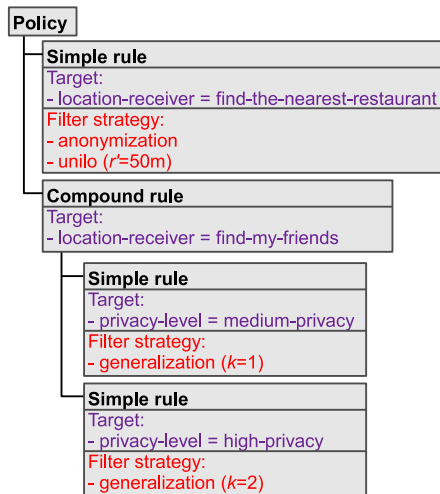 Policy
Simple rule
Target:
- location-receiver = find-the-nearest-restaurant
Filter strategy:
- anonymization
- unilo (r'=50m)
Compound rule
Target:
- location-receiver = find-my-friends
Simple rule
Target:
- privacy-level = medium-privacy
Filter strategy:
- generalization (k=1)
Simple rule
Target:
- privacy-level = high-privacy
Filter strategy:
- generalization (k=2)